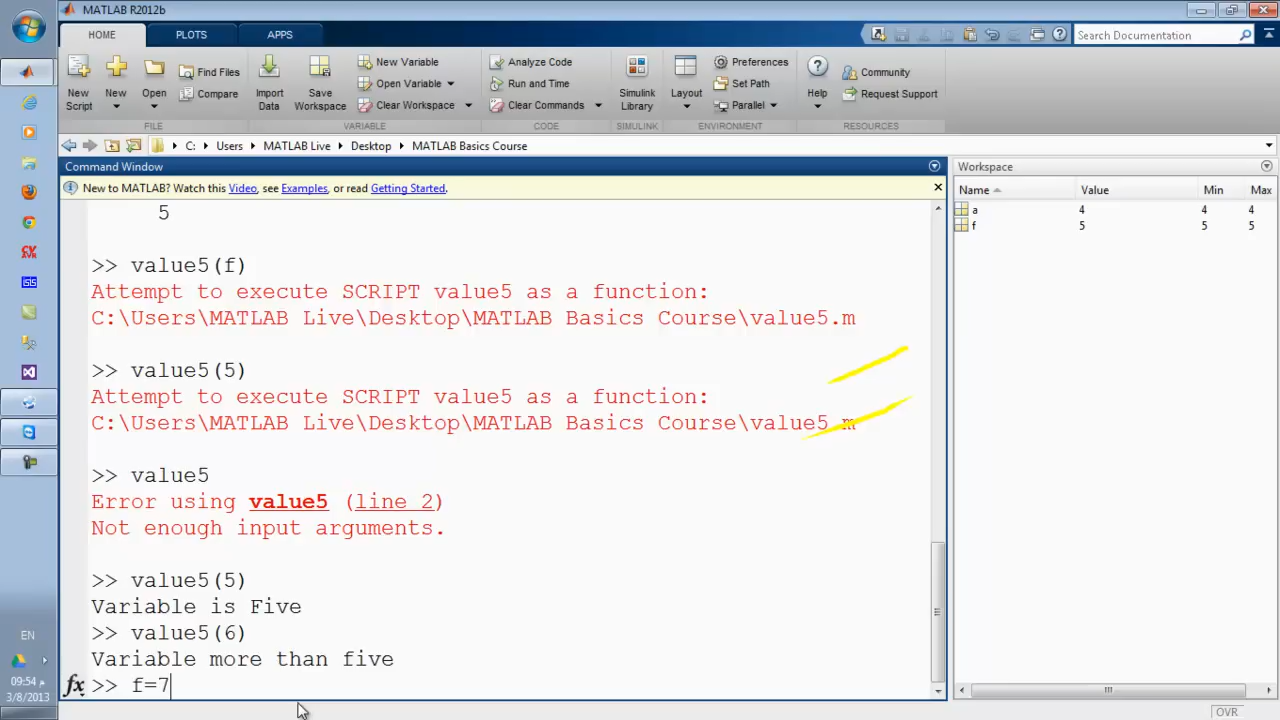 MATLAB R2012b
HOME PLOTS APPS
Search Documentation
New Script
New
Open
Find Files
Compare
Import Data
Save Workspace
New Variable
Open Variable
Clear Workspace
Analyze Code
Run and Time
Clear Commands
Simulink Library
Layout
Preferences
Set Path
Parallel
Help
Community
Request Support
FILE VARIABLE CODE SIMULINK ENVIRONMENT RESOURCES
C: Users MATLAB Live Desktop MATLAB Basics Course
Command Window
New to MATLAB? Watch this Video, see Examples, or read Getting Started.
5
>> value5(f)
Attempt to execute SCRIPT value5 as a function:
C:\Users\MATLAB Live\Desktop\MATLAB Basics Course\value5.m
>> value5(5)
Attempt to execute SCRIPT value5 as a function:
C:\Users\MATLAB Live\Desktop\MATLAB Basics Course\value5.m
>> value5
Error using value5 (line 2)
Not enough input arguments.
>> value5(5)
Variable is Five
>> value5(6)
Variable more than five
fx >> f=7
Workspace
Name Value Min Max
a 4 4 4
f 5 5 5
EN
09:54 م
3/8/2013
OVR